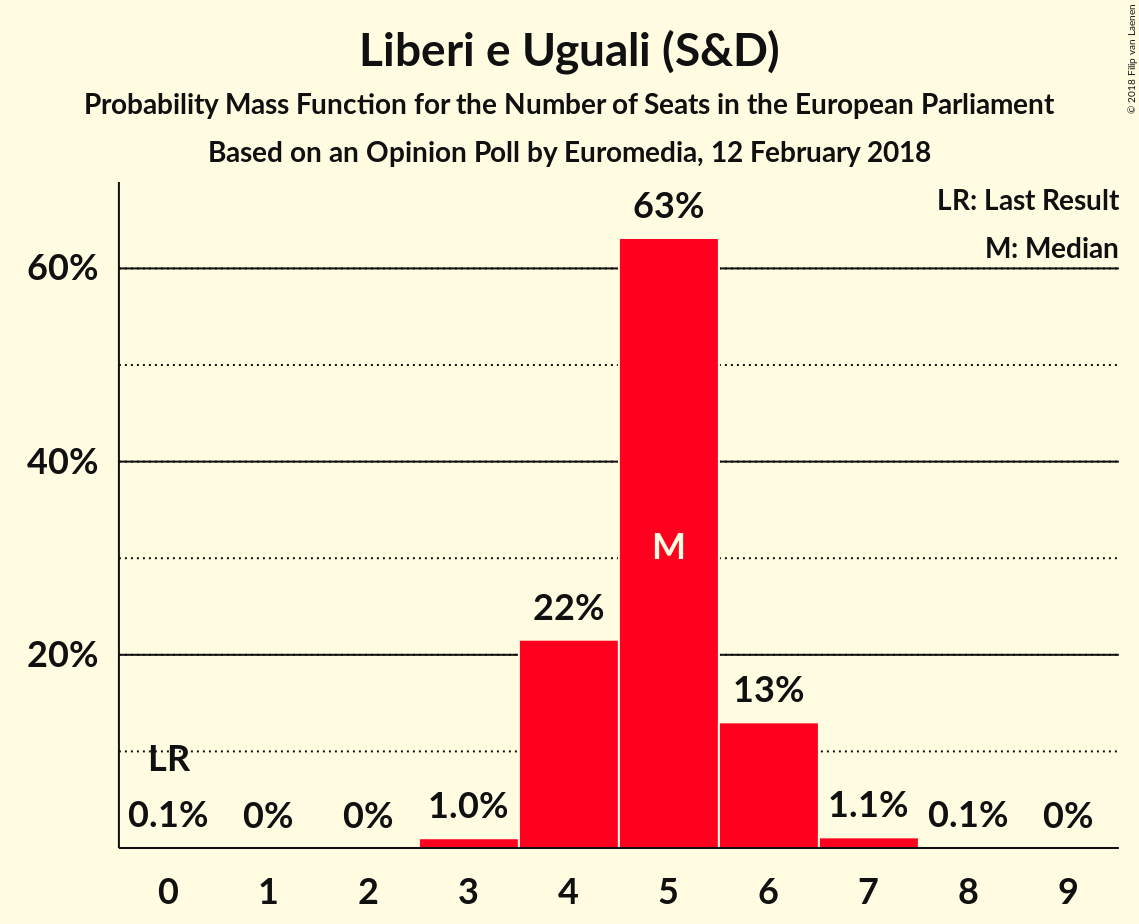 Liberi e Uguali (S&D)
Probability Mass Function for the Number of Seats in the European Parliament
Based on an Opinion Poll by Euromedia, 12 February 2018
© 2018 Filip van Laenen
LR: Last Result
M: Median
63%
60%
40%
M
22%
20%
13%
LR
0.1% 0% 0% 1.0% 1.1% 0.1% 0%
0 1 2 3 4 5 6 7 8 9